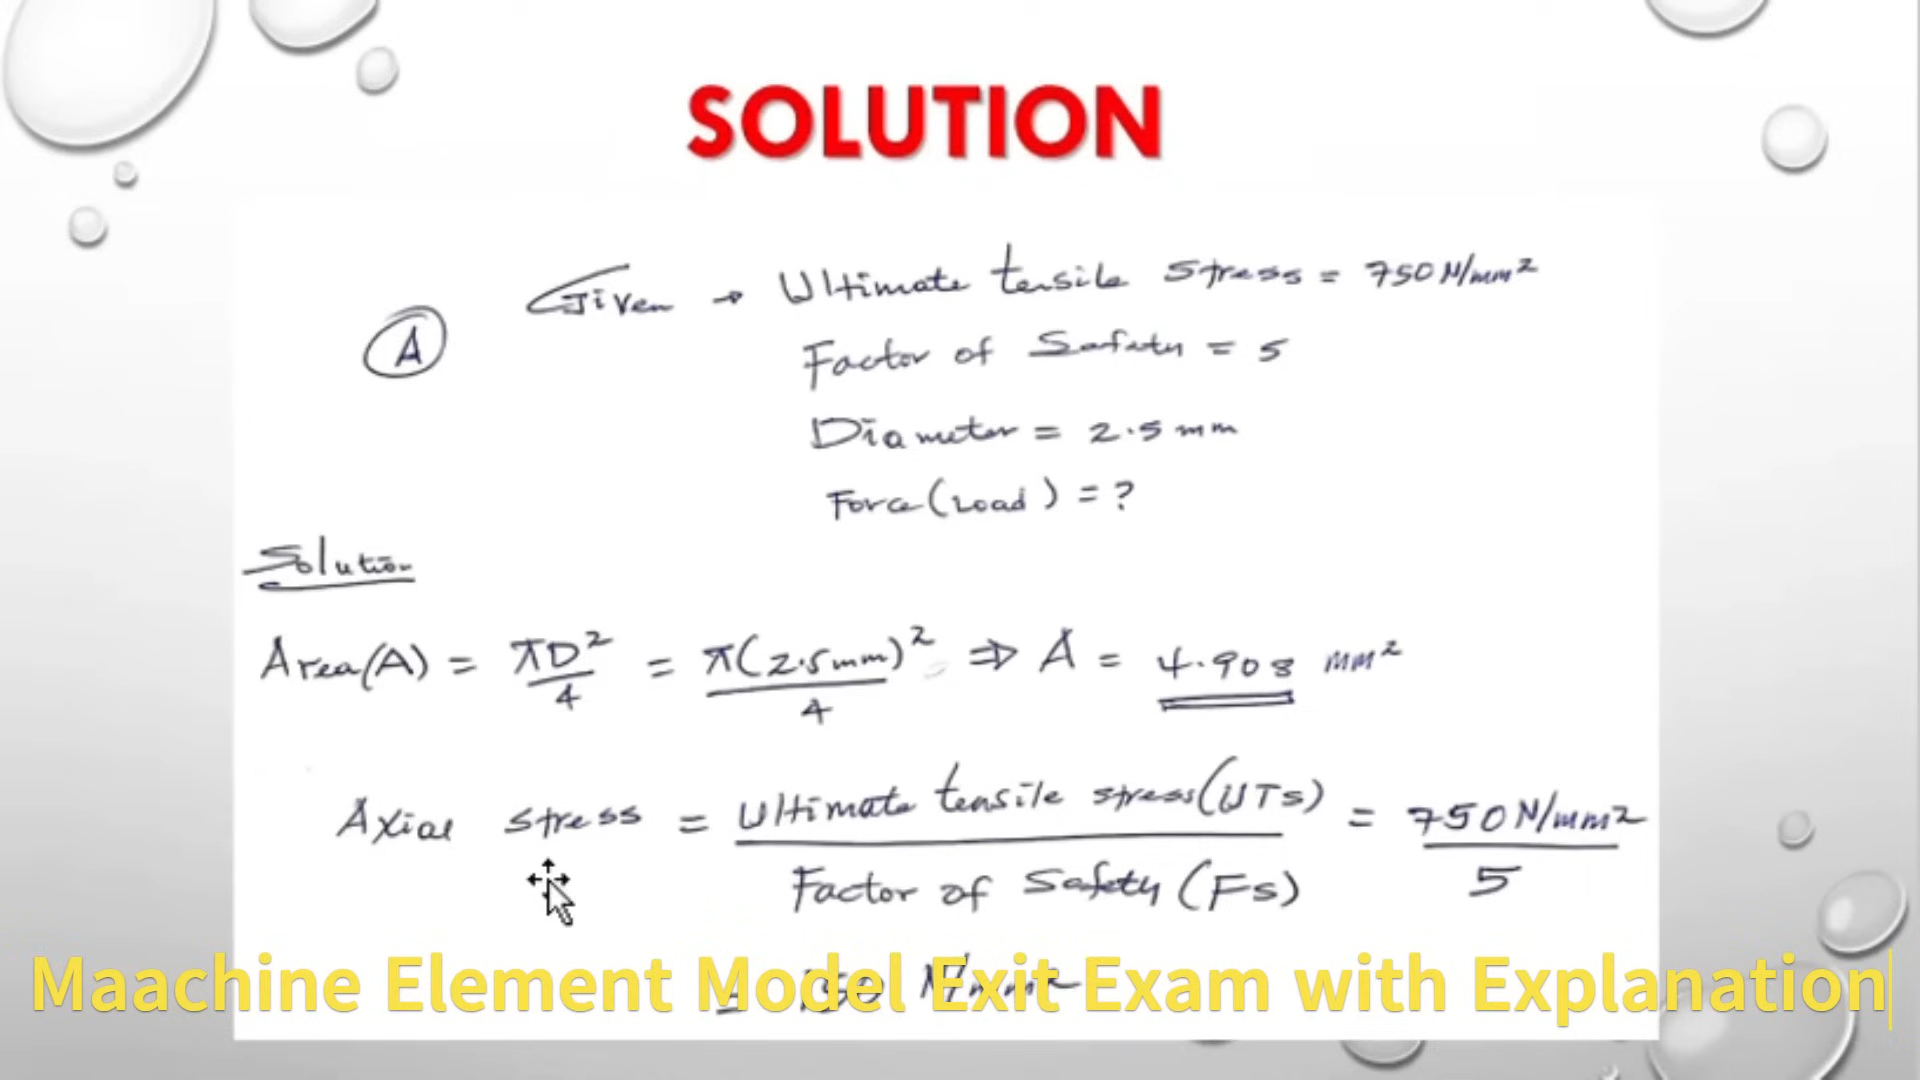 SOLUTION
Given → Ultimate tensile stress = 750 N/mm²
A
Factor of Safety = 5
Diameter = 2.5 mm
Force (Load) = ?
Solution
Area(A) = πD²/4 = π(2.5mm)²/4 ⇒ A = 4.908 mm²
Axial stress = Ultimate tensile stress (UTS) / Factor of Safety (Fs) = 750 N/mm² / 5
= 150 N/mm²
Maachine Element Model Exit Exam with Explanation